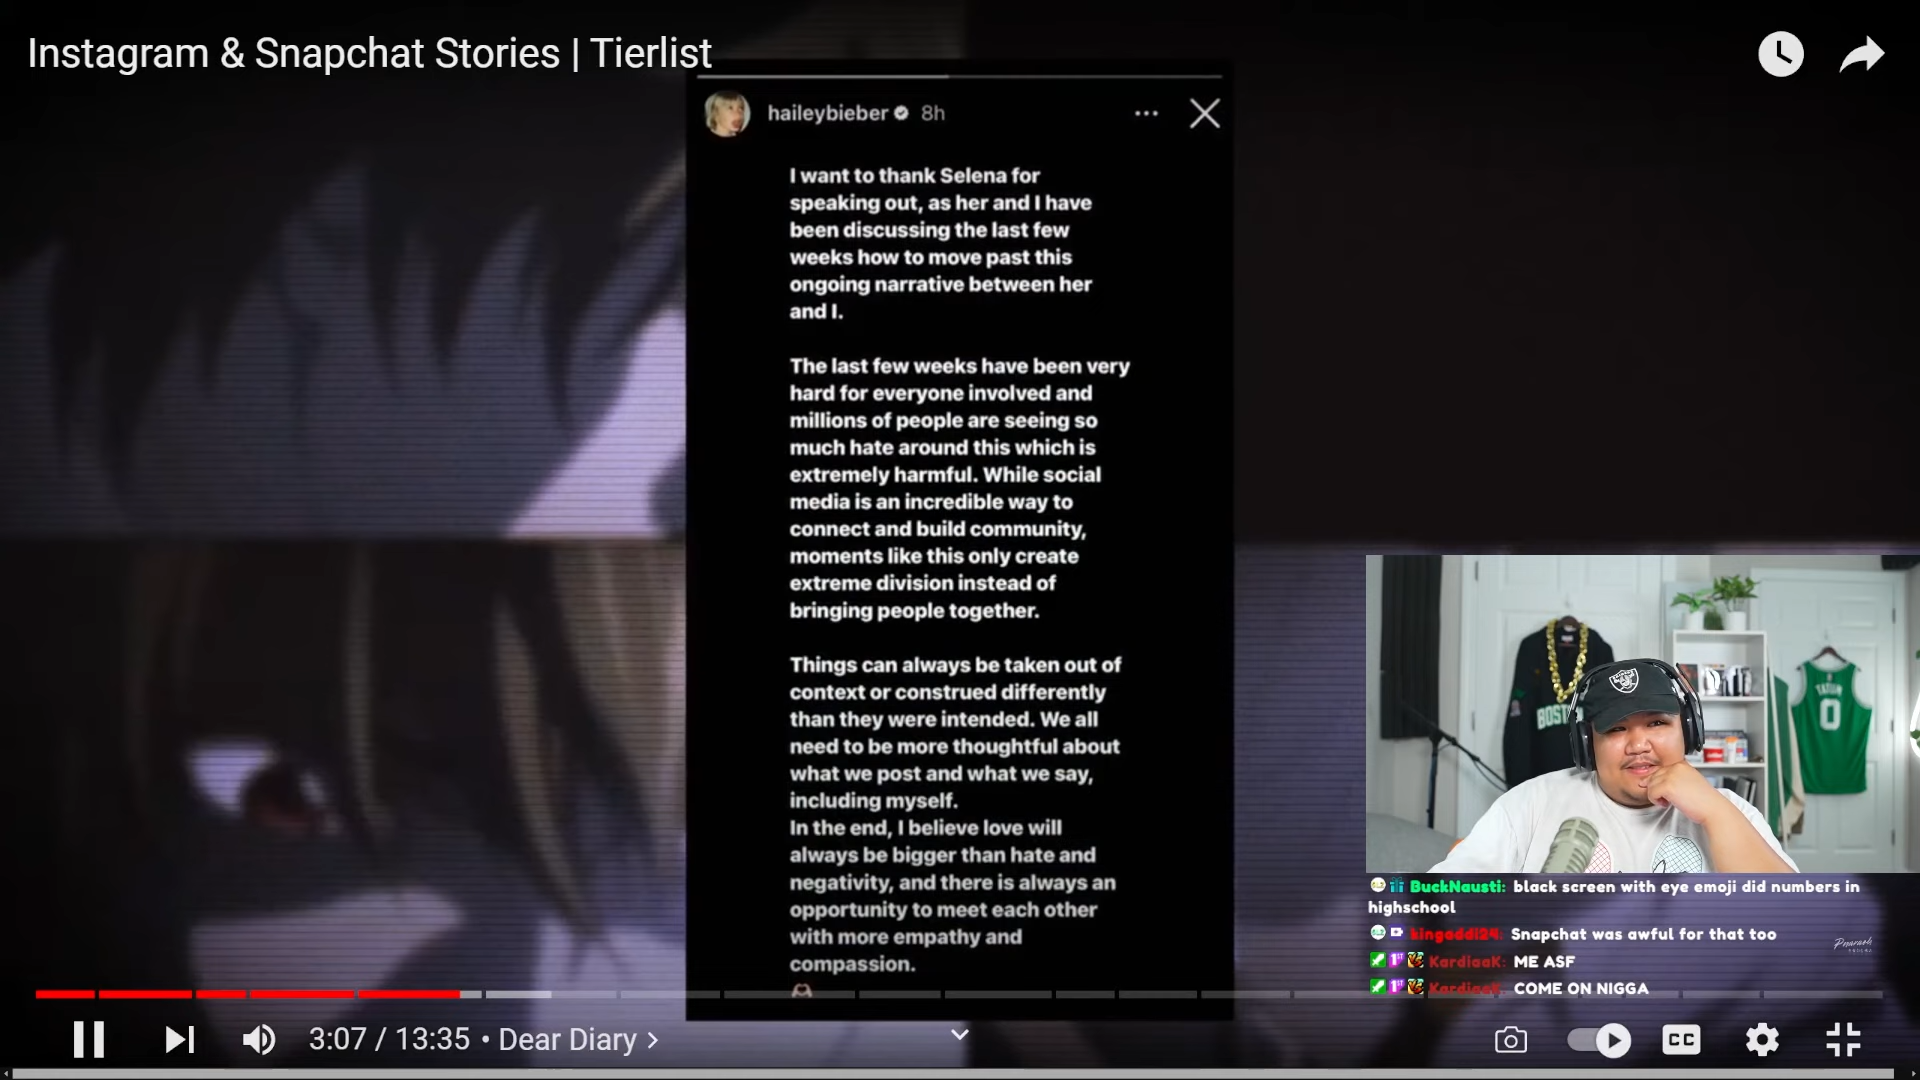 Instagram & Snapchat Stories | Tierlist
haileybieber 8h
I want to thank Selena for
speaking out, as her and I have
been discussing the last few
weeks how to move past this
ongoing narrative between her
and I.
The last few weeks have been very
hard for everyone involved and
millions of people are seeing so
much hate around this which is
extremely harmful. While social
media is an incredible way to
connect and build community,
moments like this only create
extreme division instead of
bringing people together.
Things can always be taken out of
context or construed differently
than they were intended. We all
need to be more thoughtful about
what we post and what we say,
including myself.
In the end, I believe love will
always be bigger than hate and
negativity, and there is always an
opportunity to meet each other
with more empathy and
compassion.
BOSTON
TATUM
0
BuckNausti: black screen with eye emoji did numbers in
highschool
kingaddi24: Snapchat was awful for that too
1ST KardiaaK: ME ASF
1ST KardiaaK: COME ON NIGGA
3:07 / 13:35 • Dear Diary >
CC